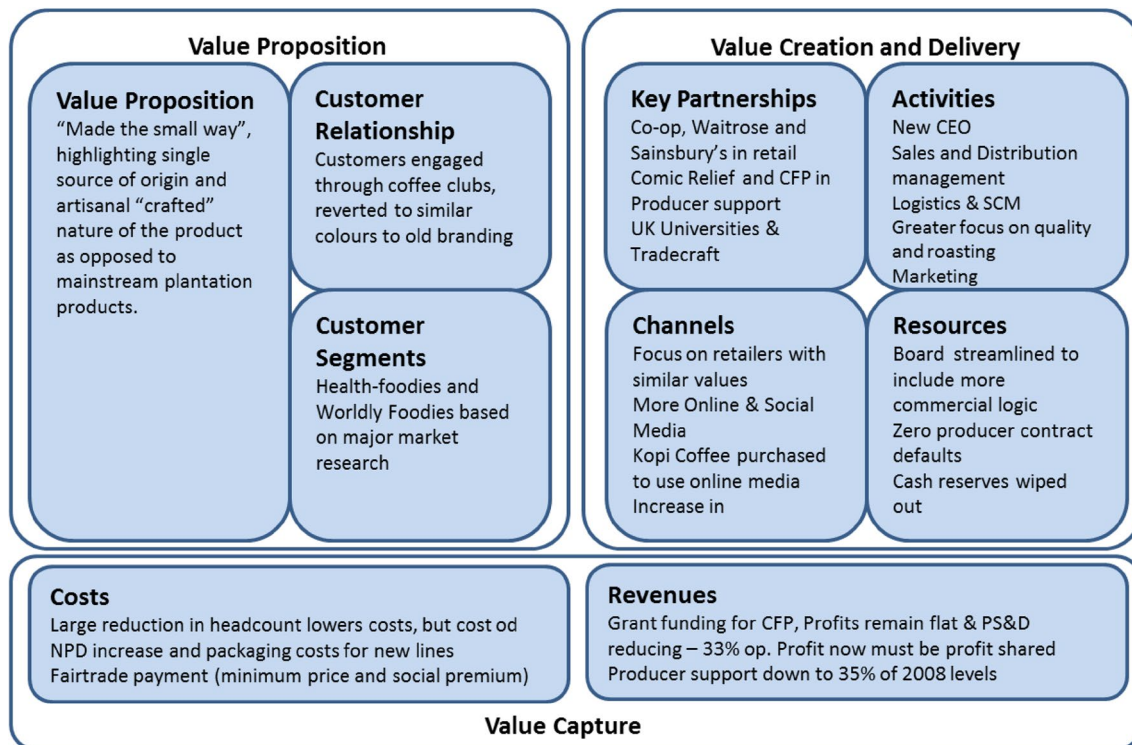 Value Proposition
Value Proposition
“Made the small way”,
highlighting single
source of origin and
artisanal “crafted”
nature of the product
as opposed to
mainstream plantation
products.
Customer
Relationship
Customers engaged
through coffee clubs,
reverted to similar
colours to old branding
Customer
Segments
Health-foodies and
Worldly Foodies based
on major market
research
Value Creation and Delivery
Key Partnerships
Co-op, Waitrose and
Sainsbury’s in retail
Comic Relief and CFP in
Producer support
UK Universities &
Tradecraft
Activities
New CEO
Sales and Distribution
management
Logistics & SCM
Greater focus on quality
and roasting
Marketing
Channels
Focus on retailers with
similar values
More Online & Social
Media
Kopi Coffee purchased
to use online media
Increase in
Resources
Board streamlined to
include more
commercial logic
Zero producer contract
defaults
Cash reserves wiped
out
Costs
Large reduction in headcount lowers costs, but cost od
NPD increase and packaging costs for new lines
Fairtrade payment (minimum price and social premium)
Revenues
Grant funding for CFP, Profits remain flat & PS&D
reducing – 33% op. Profit now must be profit shared
Producer support down to 35% of 2008 levels
Value Capture